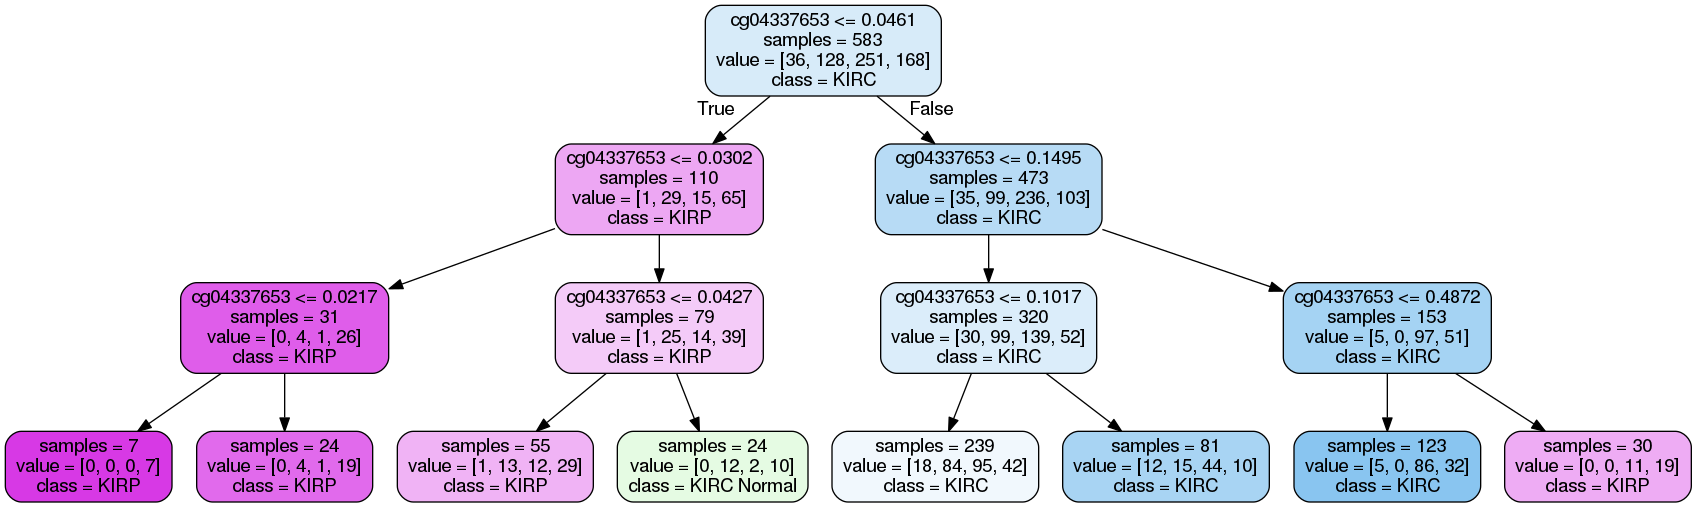 cg04337653 <= 0.0461
samples = 583
value = [36, 128, 251, 168]
class = KIRC
True
False
cg04337653 <= 0.0302
samples = 110
value = [1, 29, 15, 65]
class = KIRP
cg04337653 <= 0.1495
samples = 473
value = [35, 99, 236, 103]
class = KIRC
cg04337653 <= 0.0217
samples = 31
value = [0, 4, 1, 26]
class = KIRP
cg04337653 <= 0.0427
samples = 79
value = [1, 25, 14, 39]
class = KIRP
cg04337653 <= 0.1017
samples = 320
value = [30, 99, 139, 52]
class = KIRC
cg04337653 <= 0.4872
samples = 153
value = [5, 0, 97, 51]
class = KIRC
samples = 7
value = [0, 0, 0, 7]
class = KIRP
samples = 24
value = [0, 4, 1, 19]
class = KIRP
samples = 55
value = [1, 13, 12, 29]
class = KIRP
samples = 24
value = [0, 12, 2, 10]
class = KIRC Normal
samples = 239
value = [18, 84, 95, 42]
class = KIRC
samples = 81
value = [12, 15, 44, 10]
class = KIRC
samples = 123
value = [5, 0, 86, 32]
class = KIRC
samples = 30
value = [0, 0, 11, 19]
class = KIRP